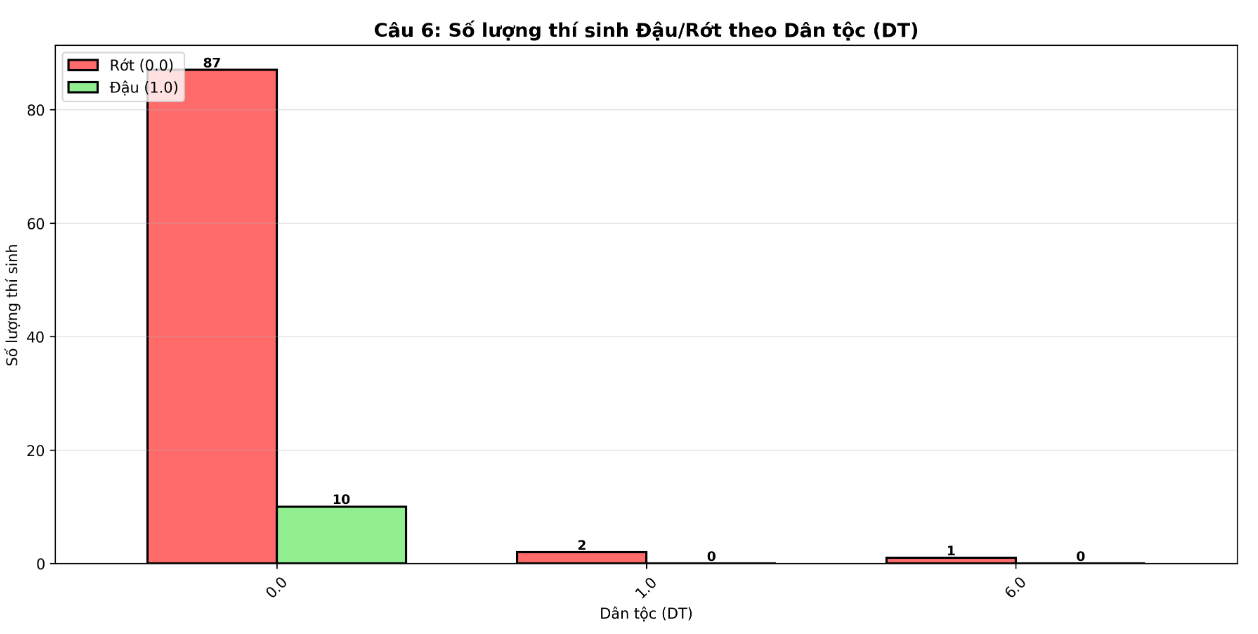 Câu 6: Số lượng thí sinh Đậu/Rớt theo Dân tộc (DT)
Rớt (0.0)
Đậu (1.0)
87
10
2
0
1
0
80
60
40
20
0
Số lượng thí sinh
0.0
1.0
6.0
Dân tộc (DT)